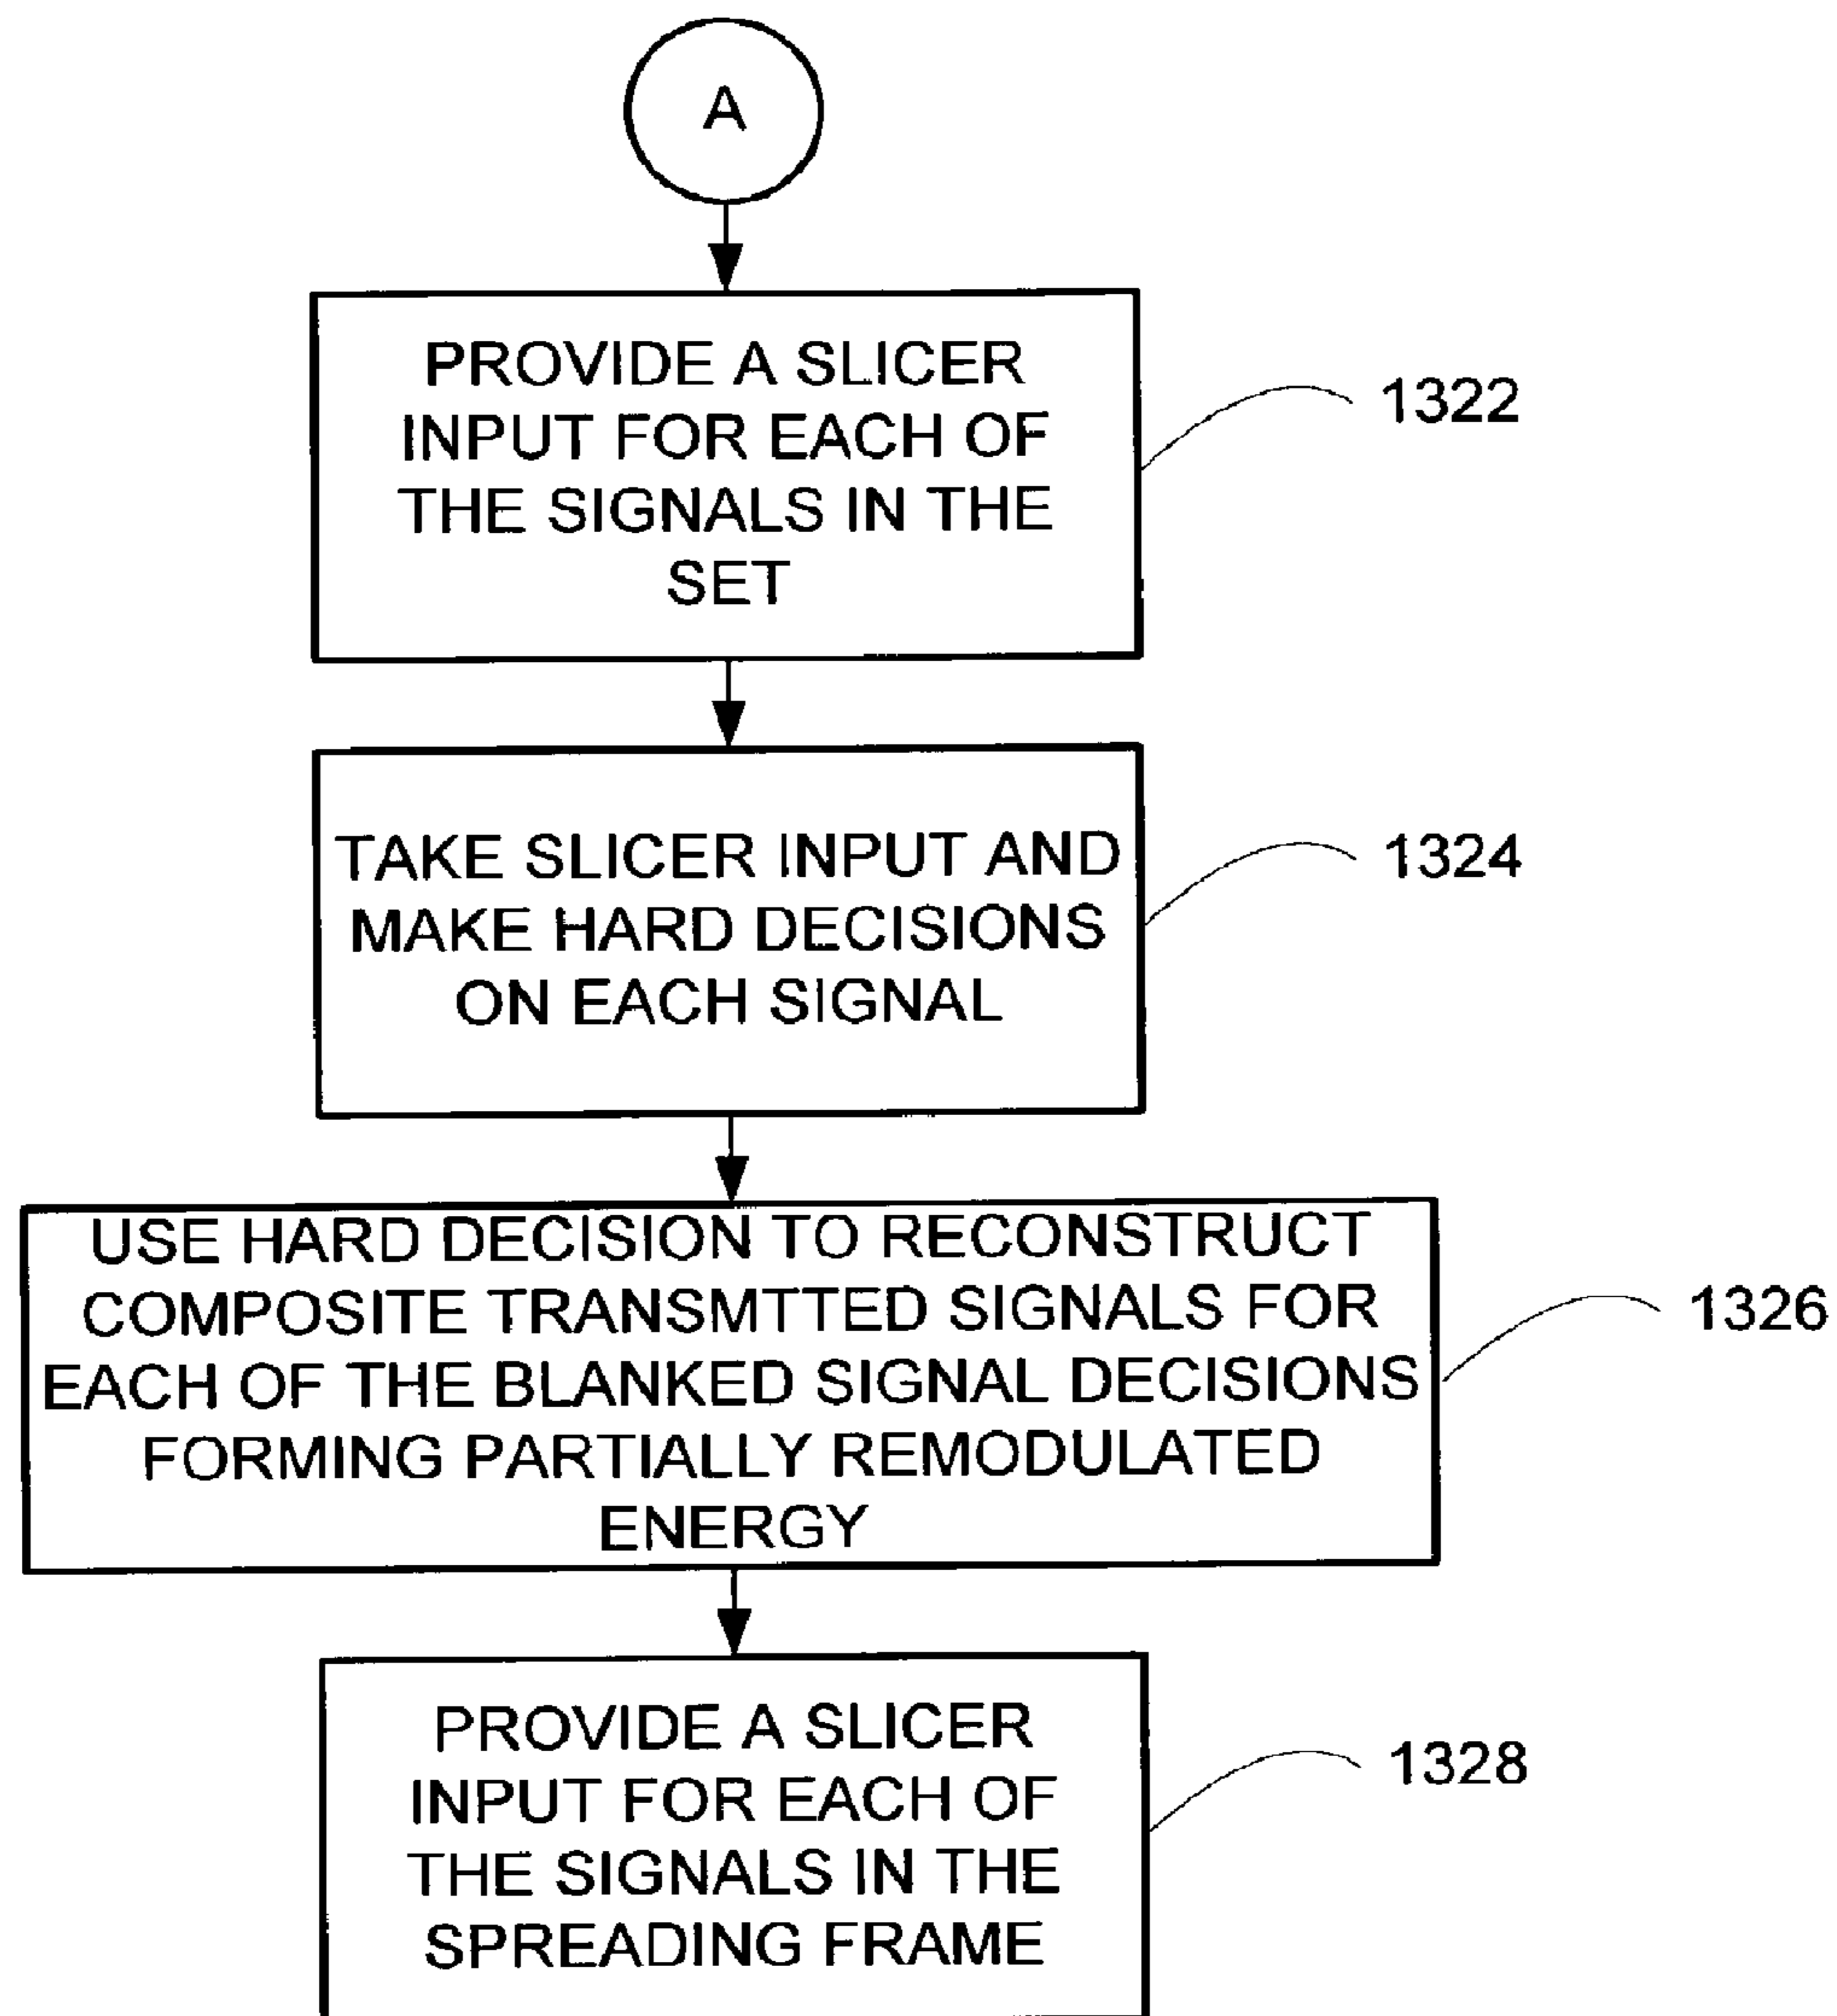 A
PROVIDE A SLICER
INPUT FOR EACH OF
THE SIGNALS IN THE
SET
1322
TAKE SLICER INPUT AND
MAKE HARD DECISIONS
ON EACH SIGNAL
1324
USE HARD DECISION TO RECONSTRUCT
COMPOSITE TRANSMTTED SIGNALS FOR
EACH OF THE BLANKED SIGNAL DECISIONS
FORMING PARTIALLY REMODULATED
ENERGY
1326
PROVIDE A SLICER
INPUT FOR EACH OF
THE SIGNALS IN THE
SPREADING FRAME
1328